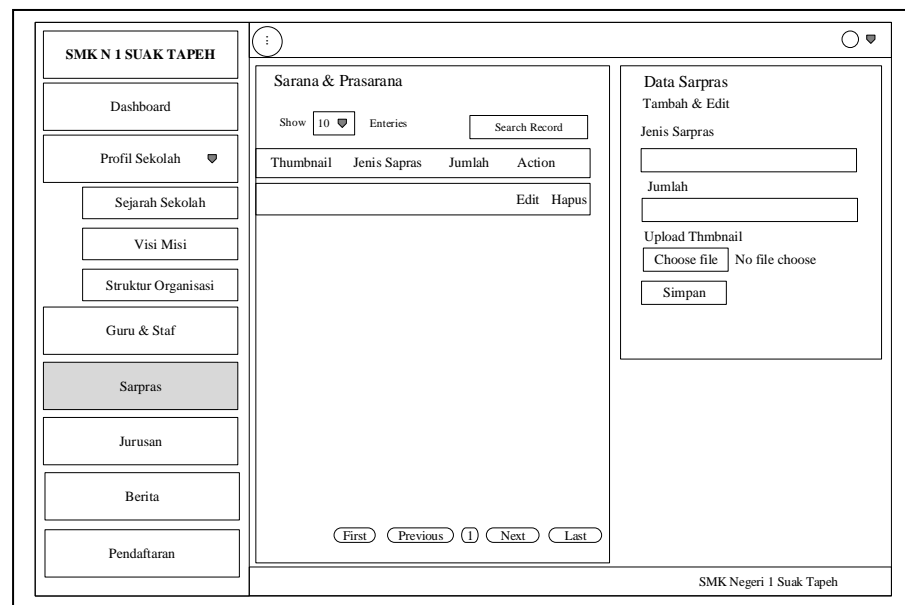 SMK N 1 SUAK TAPEH
Dashboard
Profil Sekolah
Sejarah Sekolah
Visi Misi
Struktur Organisasi
Guru & Staf
Sarpras
Jurusan
Berita
Pendaftaran
Sarana & Prasarana
Show 10 Enteries
Search Record
Thumbnail Jenis Sapras Jumlah Action
Edit Hapus
First Previous 1 Next Last
Data Sarpras
Tambah & Edit
Jenis Sarpras
Jumlah
Upload Thmbnail
Choose file No file choose
Simpan
SMK Negeri 1 Suak Tapeh